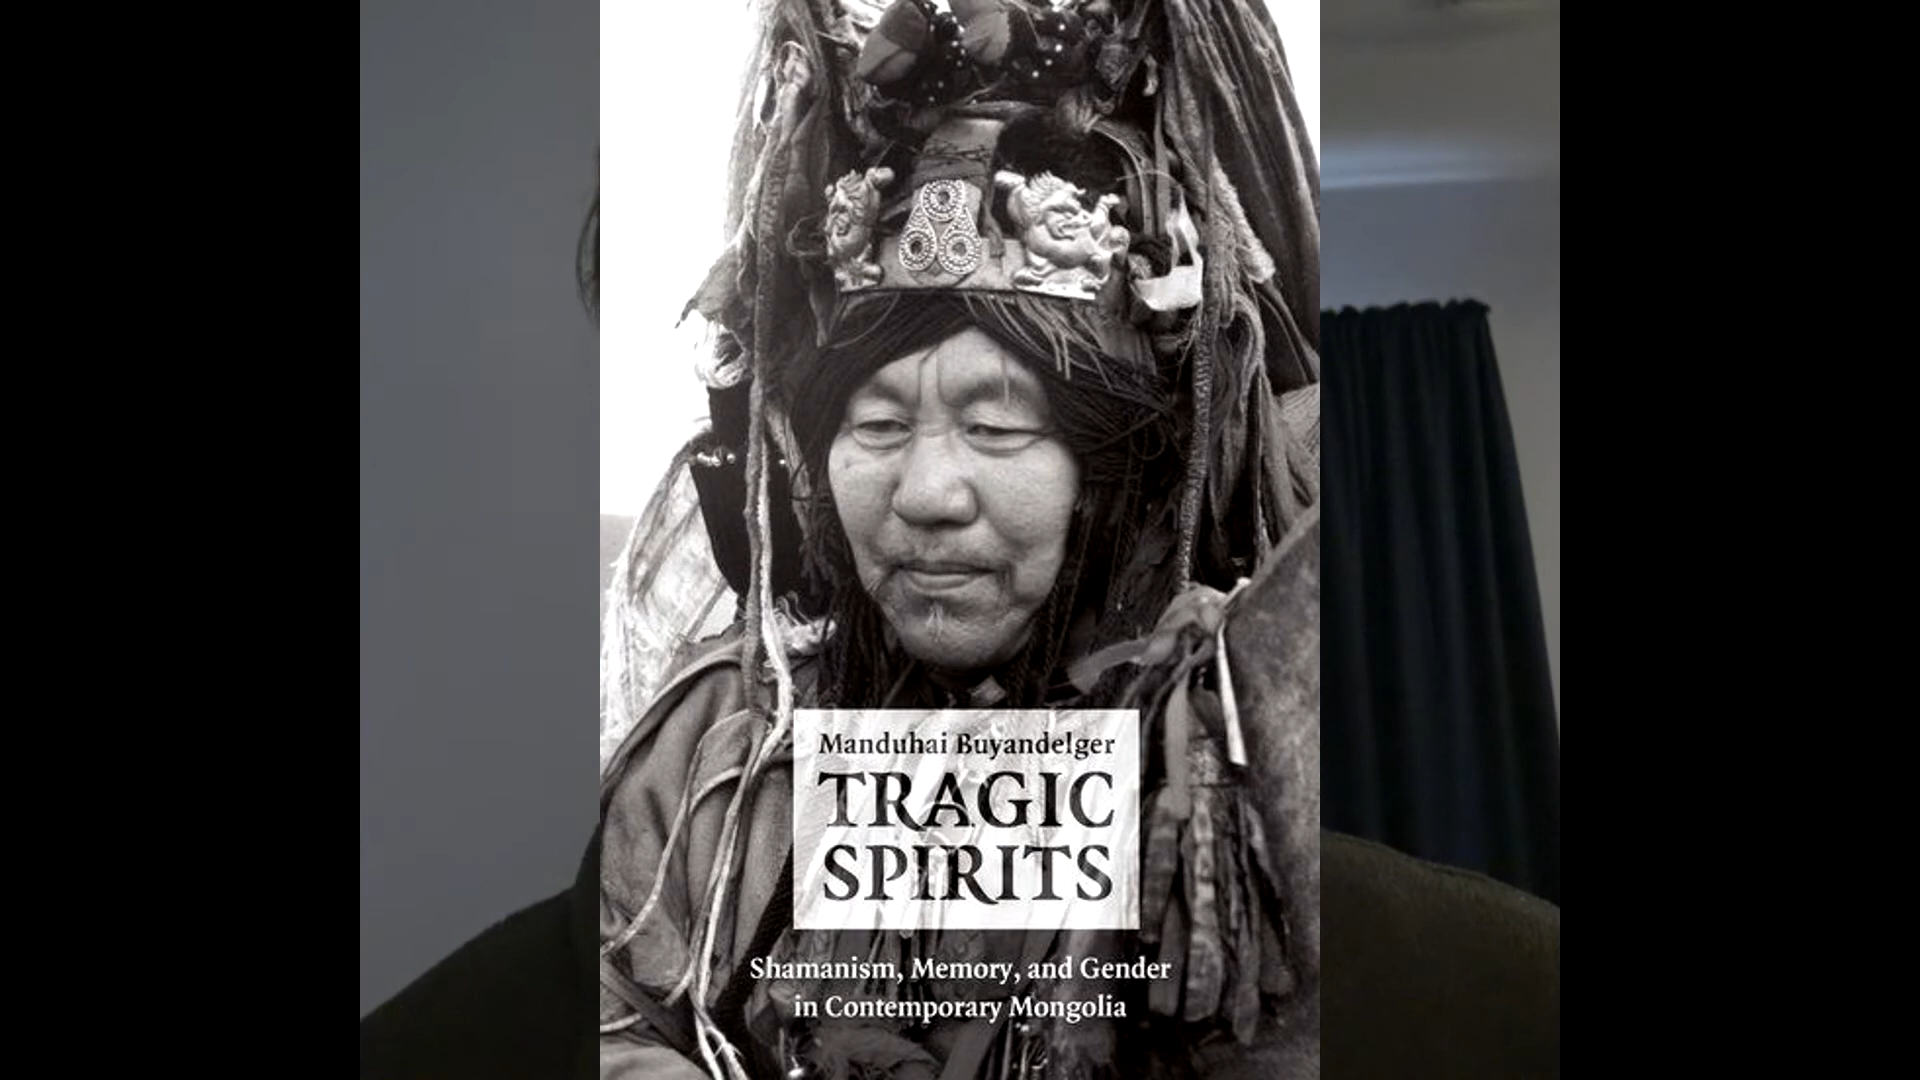 Manduhai Buyandelger
TRAGIC
SPIRITS
Shamanism, Memory, and Gender
in Contemporary Mongolia